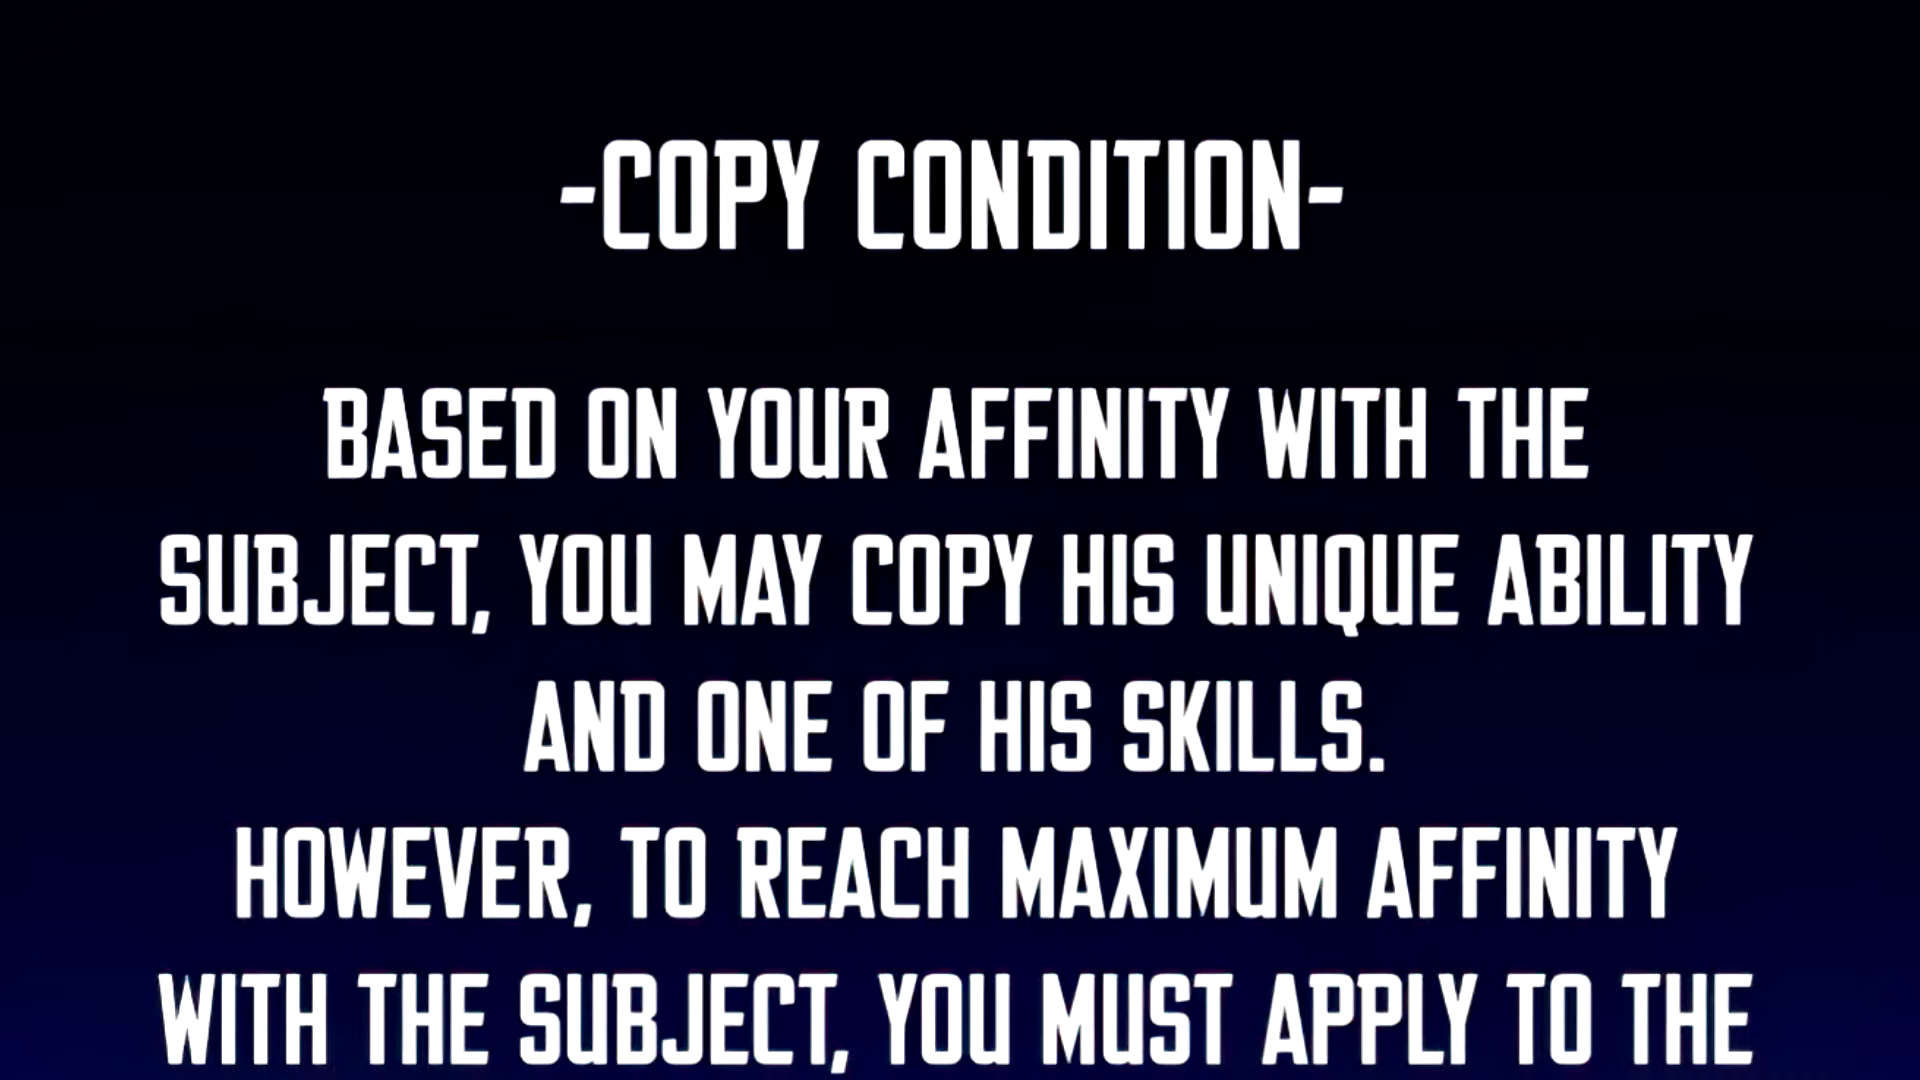 -COPY CONDITION-
BASED ON YOUR AFFINITY WITH THE
SUBJECT, YOU MAY COPY HIS UNIQUE ABILITY
AND ONE OF HIS SKILLS.
HOWEVER, TO REACH MAXIMUM AFFINITY
WITH THE SUBJECT, YOU MUST APPLY TO THE